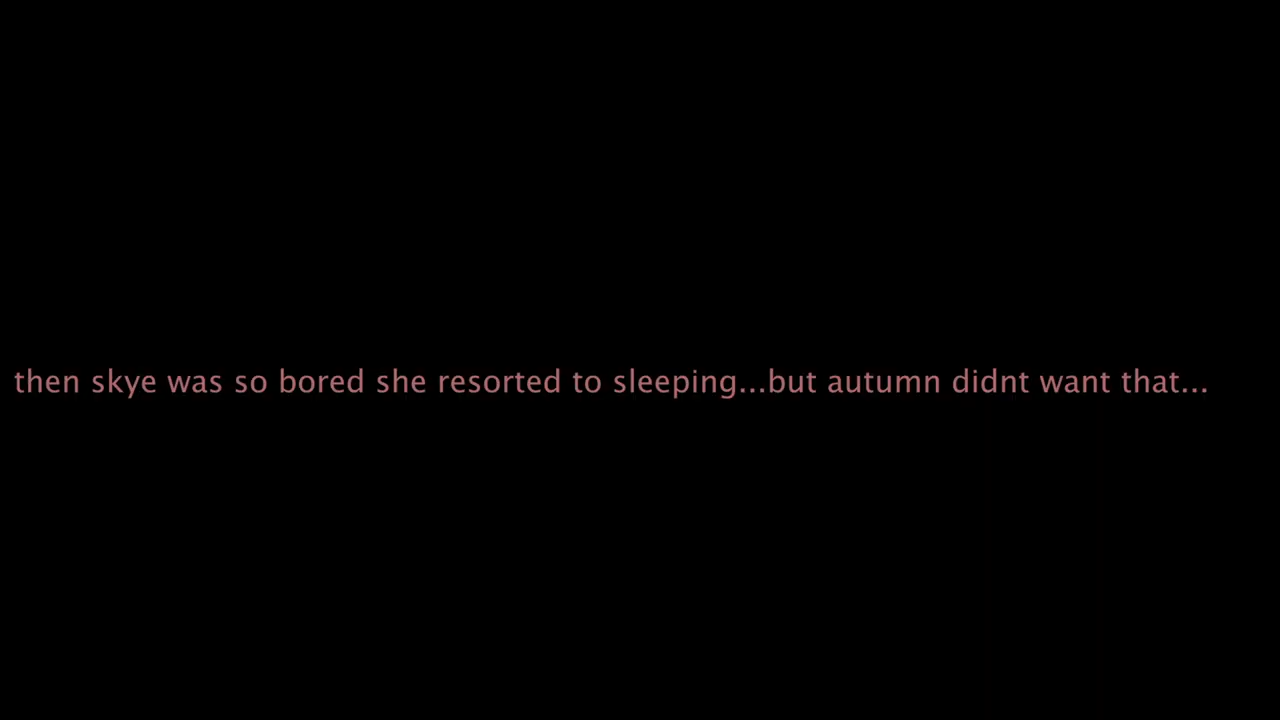 then skye was so bored she resorted to sleeping...but autumn didnt want that...